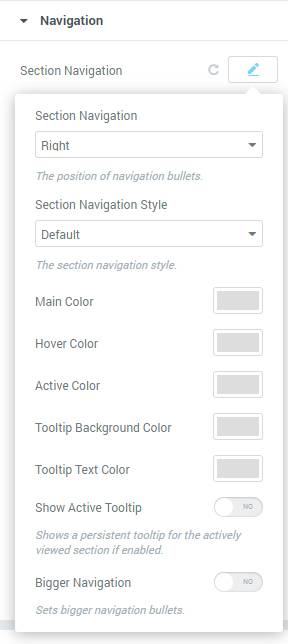 Navigation
Section Navigation
Section Navigation
Right
The position of navigation bullets.
Section Navigation Style
Default
The section navigation style.
Main Color
Hover Color
Active Color
Tooltip Background Color
Tooltip Text Color
Show Active Tooltip NO
Shows a persistent tooltip for the actively
viewed section if enabled.
Bigger Navigation NO
Sets bigger navigation bullets.